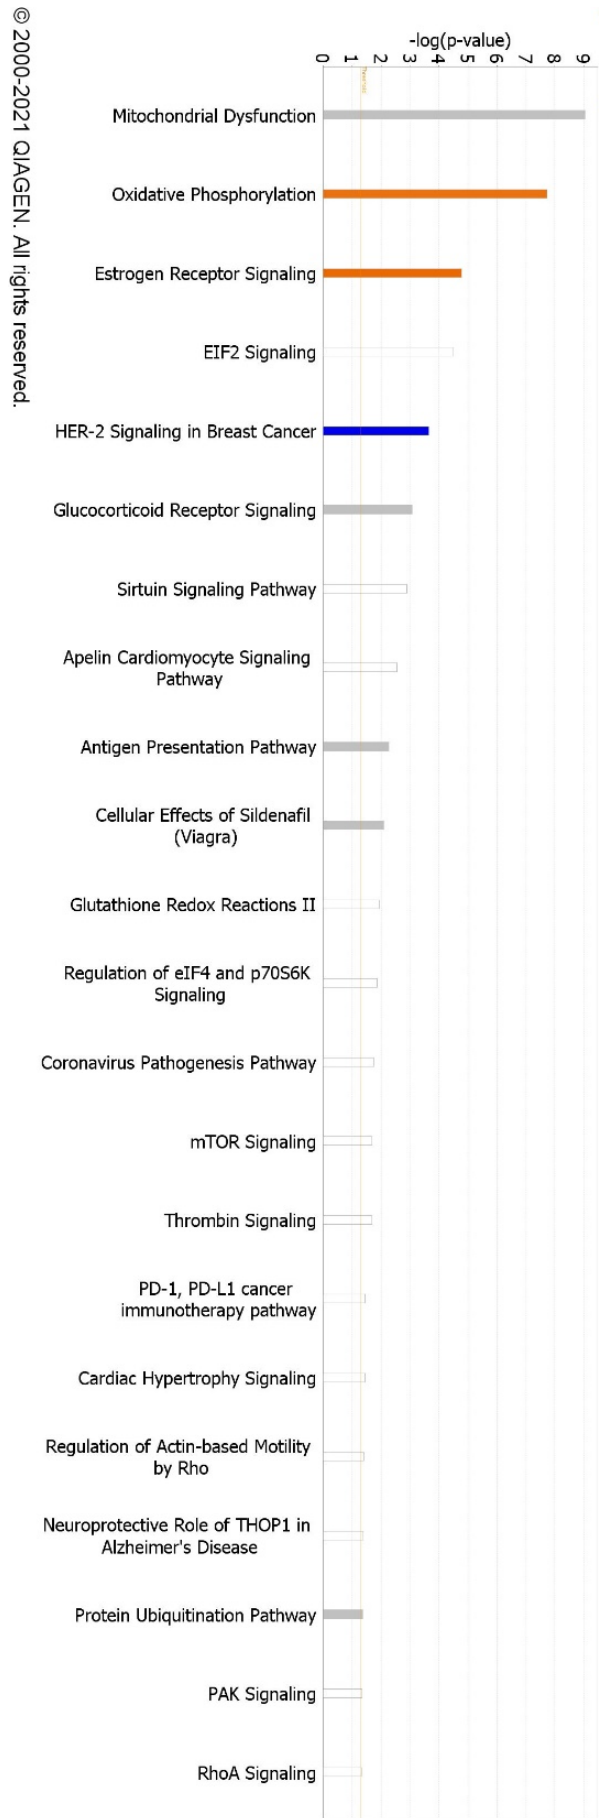 © 2000-2021 QIAGEN. All rights reserved.
-log(p-value)
0 1 2 3 4 5 6 7 8 9
Threshold
Mitochondrial Dysfunction
Oxidative Phosphorylation
Estrogen Receptor Signaling
EIF2 Signaling
HER-2 Signaling in Breast Cancer
Glucocorticoid Receptor Signaling
Sirtuin Signaling Pathway
Apelin Cardiomyocyte Signaling
Pathway
Antigen Presentation Pathway
Cellular Effects of Sildenafil
(Viagra)
Glutathione Redox Reactions II
Regulation of eIF4 and p70S6K
Signaling
Coronavirus Pathogenesis Pathway
mTOR Signaling
Thrombin Signaling
PD-1, PD-L1 cancer
immunotherapy pathway
Cardiac Hypertrophy Signaling
Regulation of Actin-based Motility
by Rho
Neuroprotective Role of THOP1 in
Alzheimer's Disease
Protein Ubiquitination Pathway
PAK Signaling
RhoA Signaling